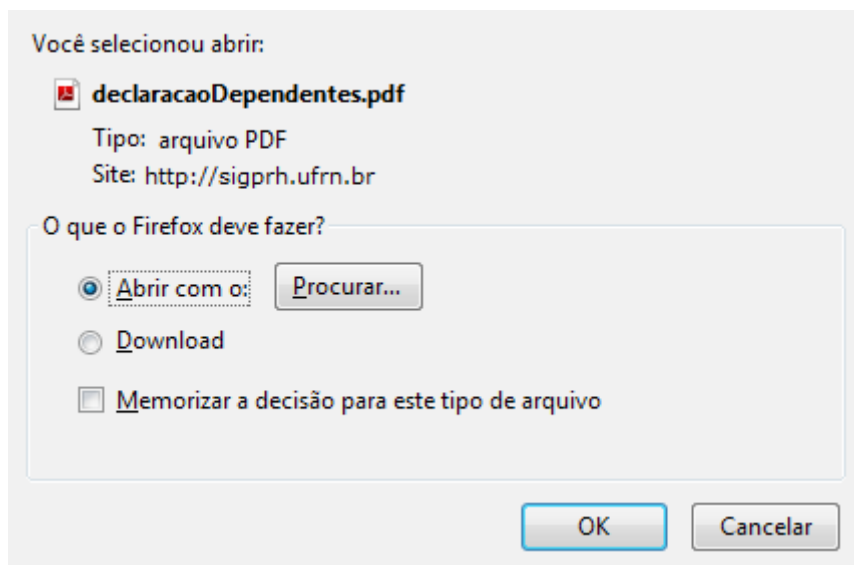 Você selecionou abrir:
declaracaoDependentes.pdf
Tipo: arquivo PDF
Site: http://sigprh.ufrn.br
O que o Firefox deve fazer?
Abrir com o: Procurar...
Download
Memorizar a decisão para este tipo de arquivo
OK Cancelar